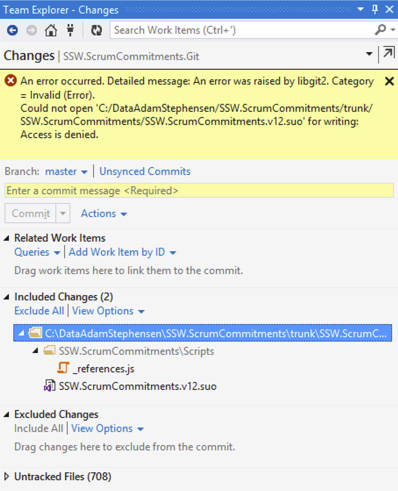 Team Explorer - Changes
Search Work Items (Ctrl+')
Changes | SSW.ScrumCommitments.Git
An error occurred. Detailed message: An error was raised by libgit2. Category
= Invalid (Error).
Could not open 'C:/DataAdamStephensen/SSW.ScrumCommitments/trunk/
SSW.ScrumCommitments/SSW.ScrumCommitments.v12.suo' for writing:
Access is denied.
Branch: master | Unsynced Commits
Enter a commit message <Required>
Commit Actions
Related Work Items
Queries | Add Work Item by ID
Drag work items here to link them to the commit.
Included Changes (2)
Exclude All | View Options
C:\DataAdamStephensen\SSW.ScrumCommitments\trunk\SSW.ScrumC...
SSW.ScrumCommitments\Scripts
_references.js
SSW.ScrumCommitments.v12.suo
Excluded Changes
Include All | View Options
Drag changes here to exclude from the commit.
Untracked Files (708)